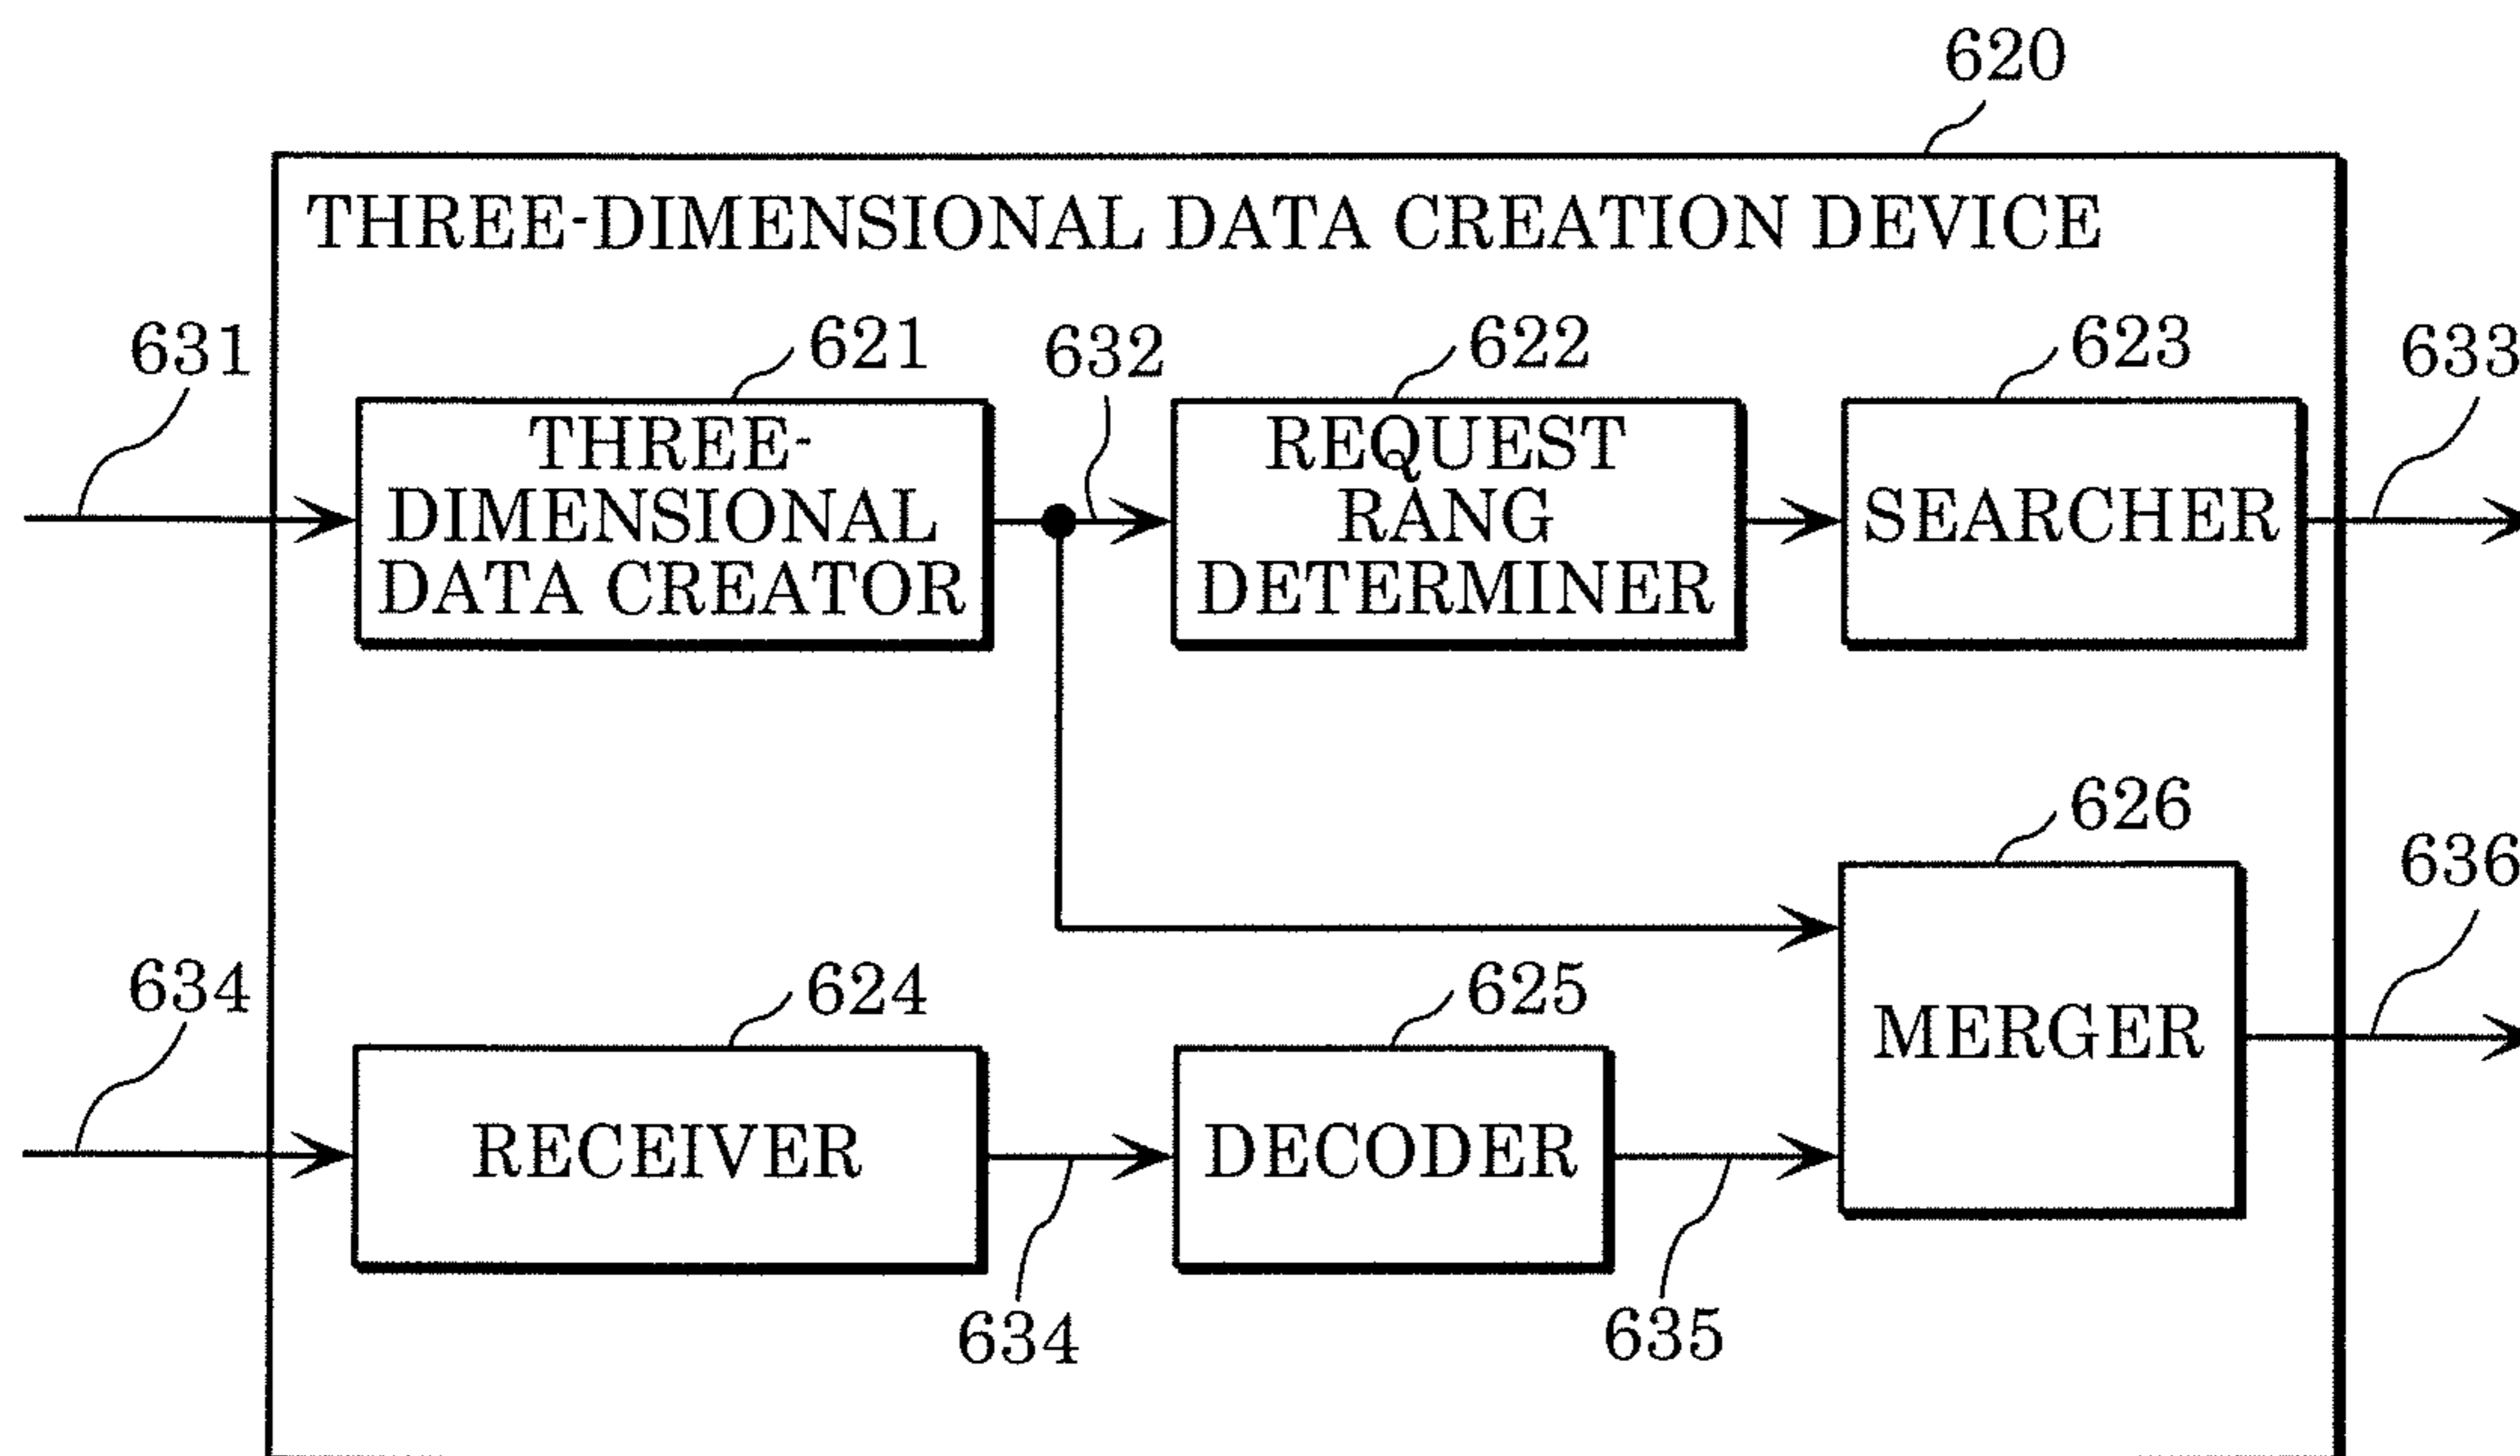 620
THREE-DIMENSIONAL DATA CREATION DEVICE
631
621
632
622
623
633
THREE-
DIMENSIONAL
DATA CREATOR
REQUEST
RANG
DETERMINER
SEARCHER
626
636
634
624
625
MERGER
RECEIVER
DECODER
634
635